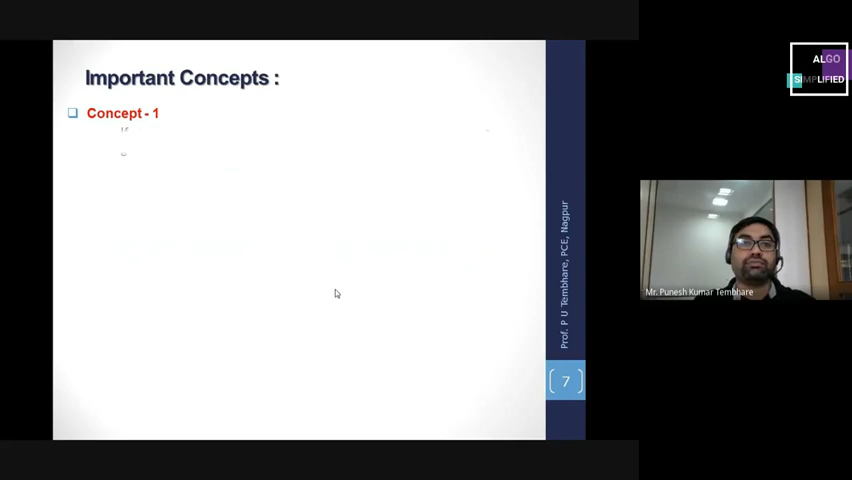 Important Concepts :
Concept - 1
Prof. P U Tembhare, PCE, Nagpur
7
ALGO
SIMPLIFIED
Mr. Punesh Kumar Tembhare